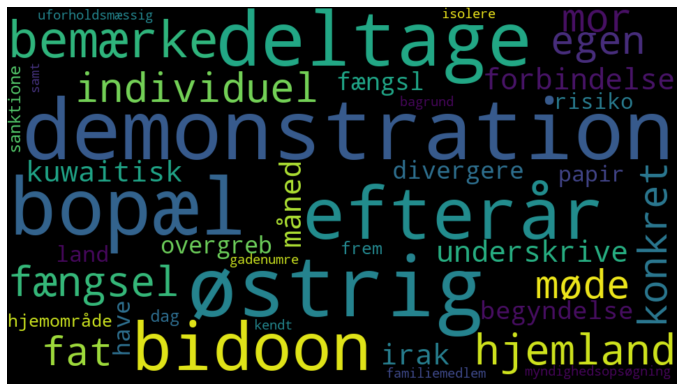 uforholdsmæssig
isolere
mor
bemærke
deltage
egen
sanktione
samt
individuel
fængsl
forbindelse
bagrund
risiko
demonstration
kuwaitisk
måned
divergere
papir
konkret
bopæl
efterår
land
overgreb
frem
underskrive
gadenumre
fængsel
østrig
møde
have
begyndelse
hjemområde
dag
kendt
bidoon
fat
irak
hjemland
familiemedlem
myndighedsopsøgning